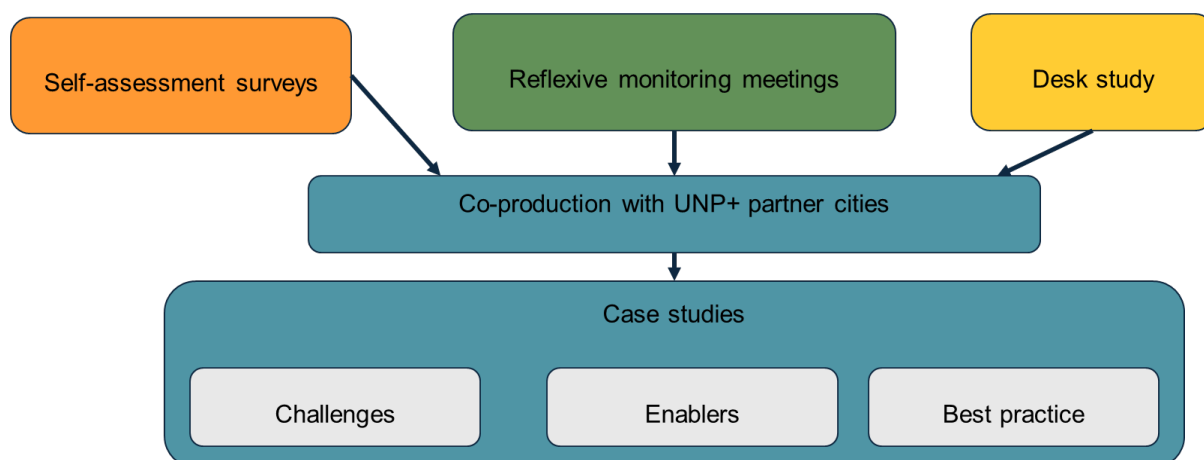 Self-assessment surveys
Reflexive monitoring meetings
Desk study
Co-production with UNP+ partner cities
Case studies
Challenges
Enablers
Best practice